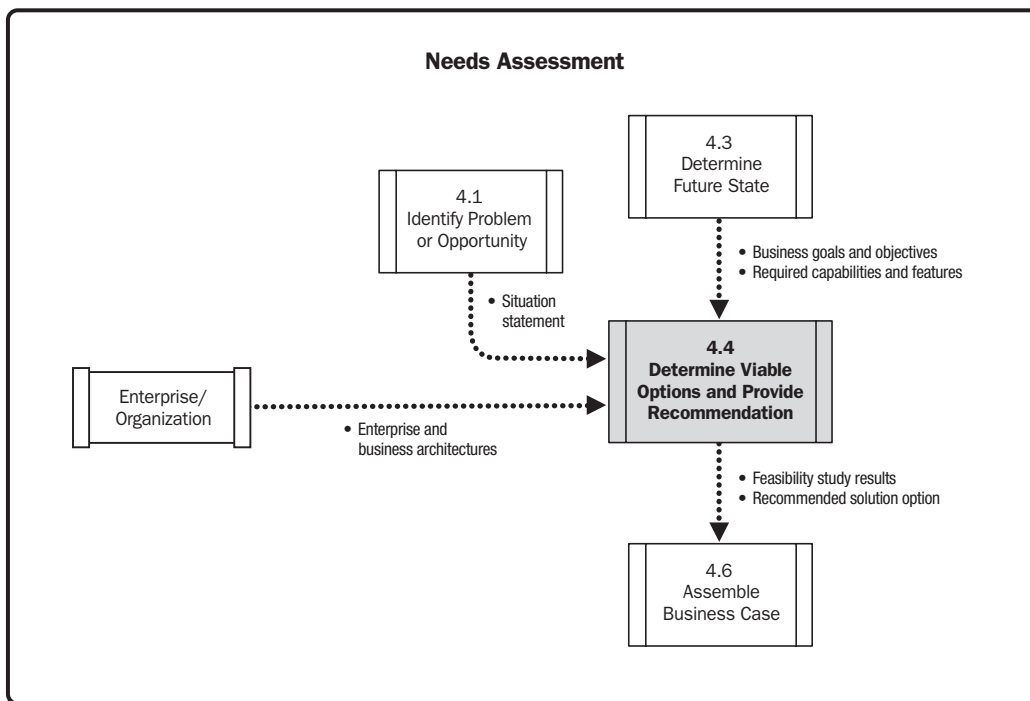 Needs Assessment
4.3
Determine
Future State
4.1
Identify Problem
or Opportunity
• Business goals and objectives
• Required capabilities and features
• Situation
statement
4.4
Determine Viable
Options and Provide
Recommendation
Enterprise/
Organization
• Enterprise and
business architectures
• Feasibility study results
• Recommended solution option
4.6
Assemble
Business Case